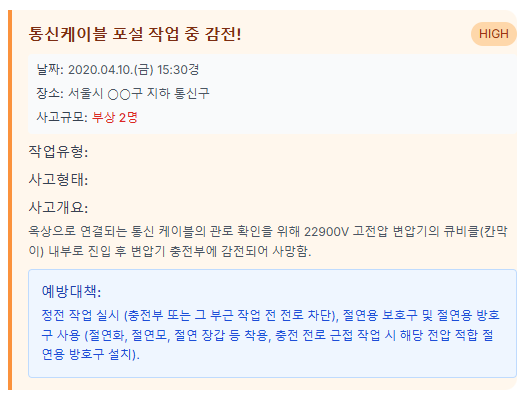 통신케이블 포설 작업 중 감전!
HIGH
날짜: 2020.04.10.(금) 15:30경
장소: 서울시 ○○구 지하 통신구
사고규모: 부상 2명
작업유형:
사고형태:
사고개요:
옥상으로 연결되는 통신 케이블의 관로 확인을 위해 22900V 고전압 변압기의 큐비클(칸막
이) 내부로 진입 후 변압기 충전부에 감전되어 사망함.
예방대책:
정전 작업 실시 (충전부 또는 그 부근 작업 전 전로 차단), 절연용 보호구 및 절연용 방호
구 사용 (절연화, 절연모, 절연 장갑 등 착용, 충전 전로 근접 작업 시 해당 전압 적합 절
연용 방호구 설치).